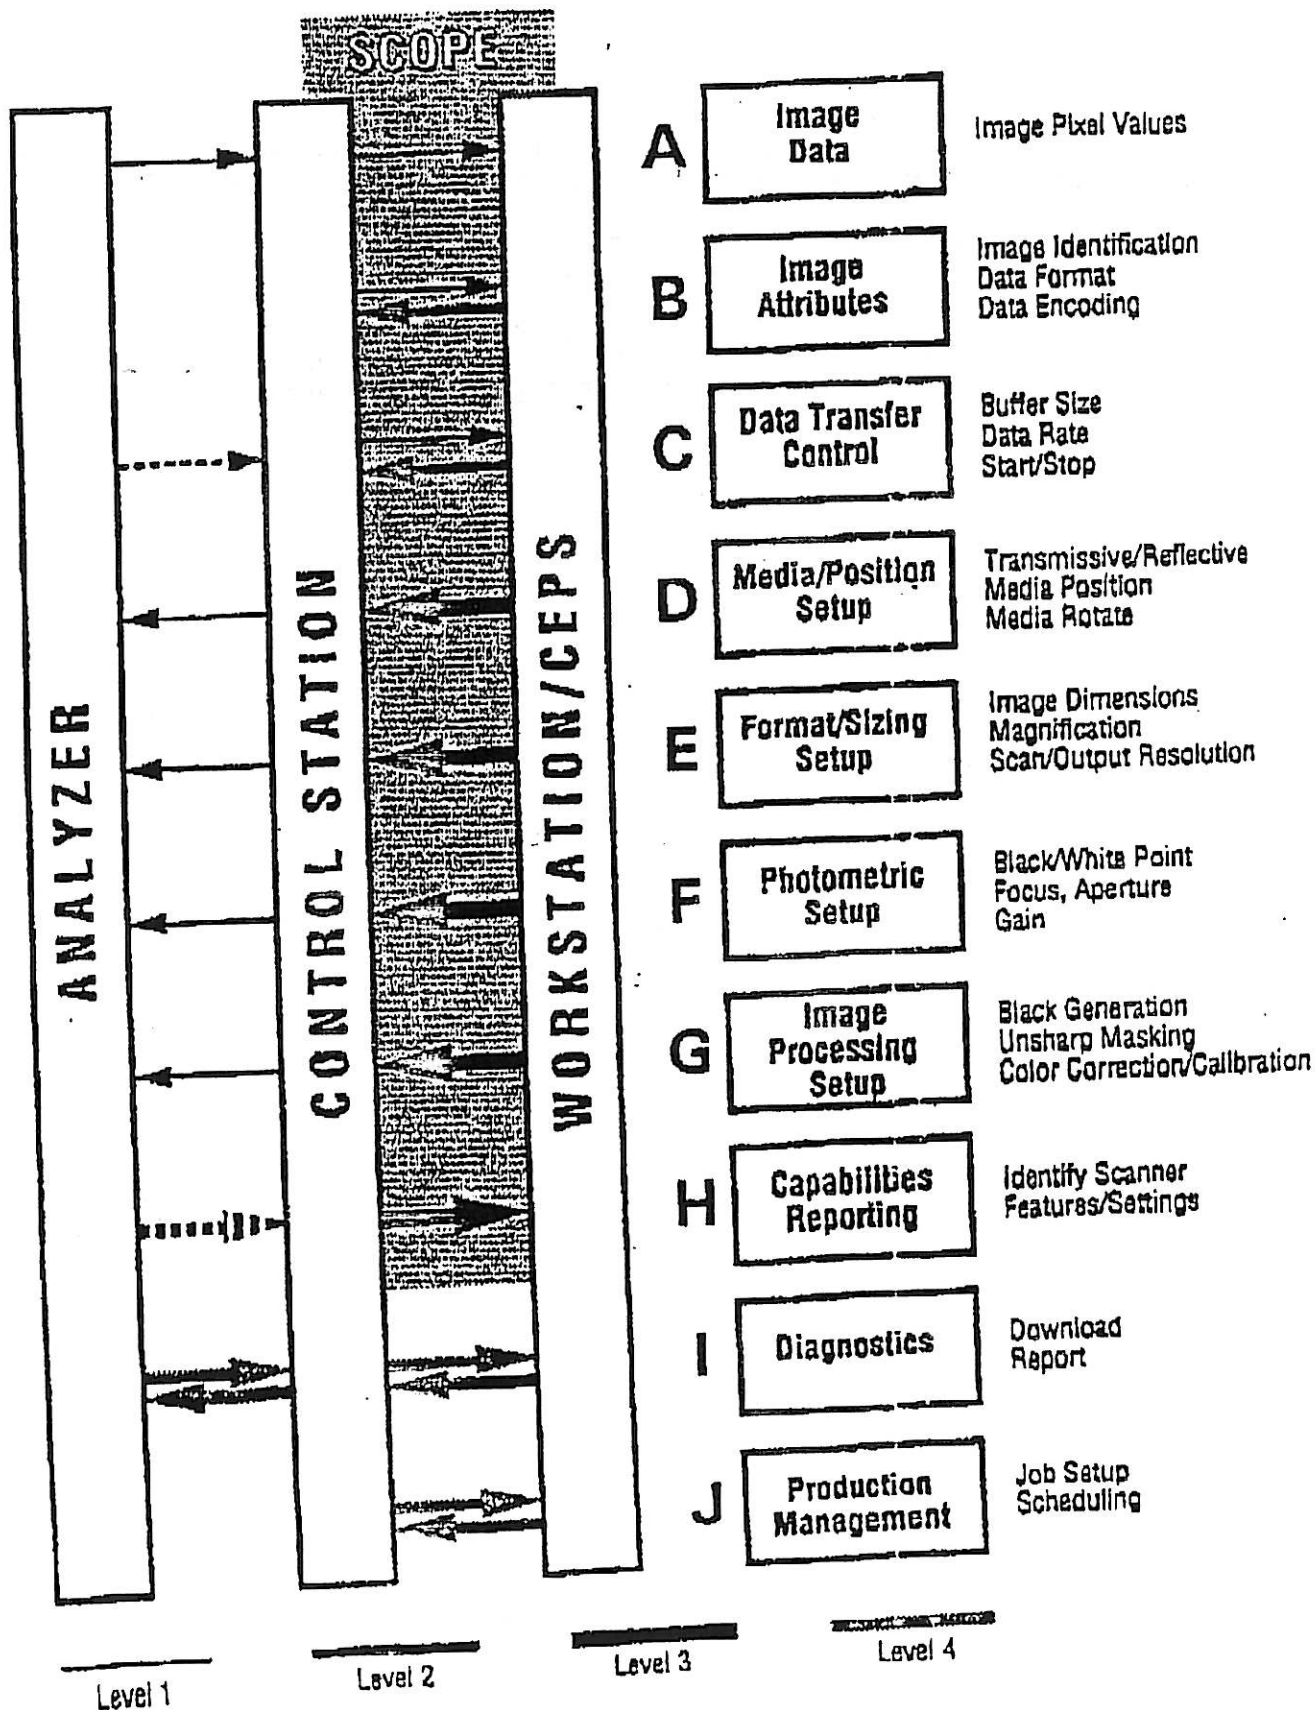 SCOPE
ANALYZER
CONTROL STATION
WORKSTATION/CEPS
A
Image
Data
Image Pixel Values
B
Image
Attributes
Image Identification
Data Format
Data Encoding
C
Data Transfer
Control
Buffer Size
Data Rate
Start/Stop
D
Media/Position
Setup
Transmissive/Reflective
Media Position
Media Rotate
E
Format/Sizing
Setup
Image Dimensions
Magnification
Scan/Output Resolution
F
Photometric
Setup
Black/White Point
Focus, Aperture
Gain
G
Image
Processing
Setup
Black Generation
Unsharp Masking
Color Correction/Calibration
H
Capabilities
Reporting
Identify Scanner
Features/Settings
I
Diagnostics
Download
Report
J
Production
Management
Job Setup
Scheduling
Level 1
Level 2
Level 3
Level 4